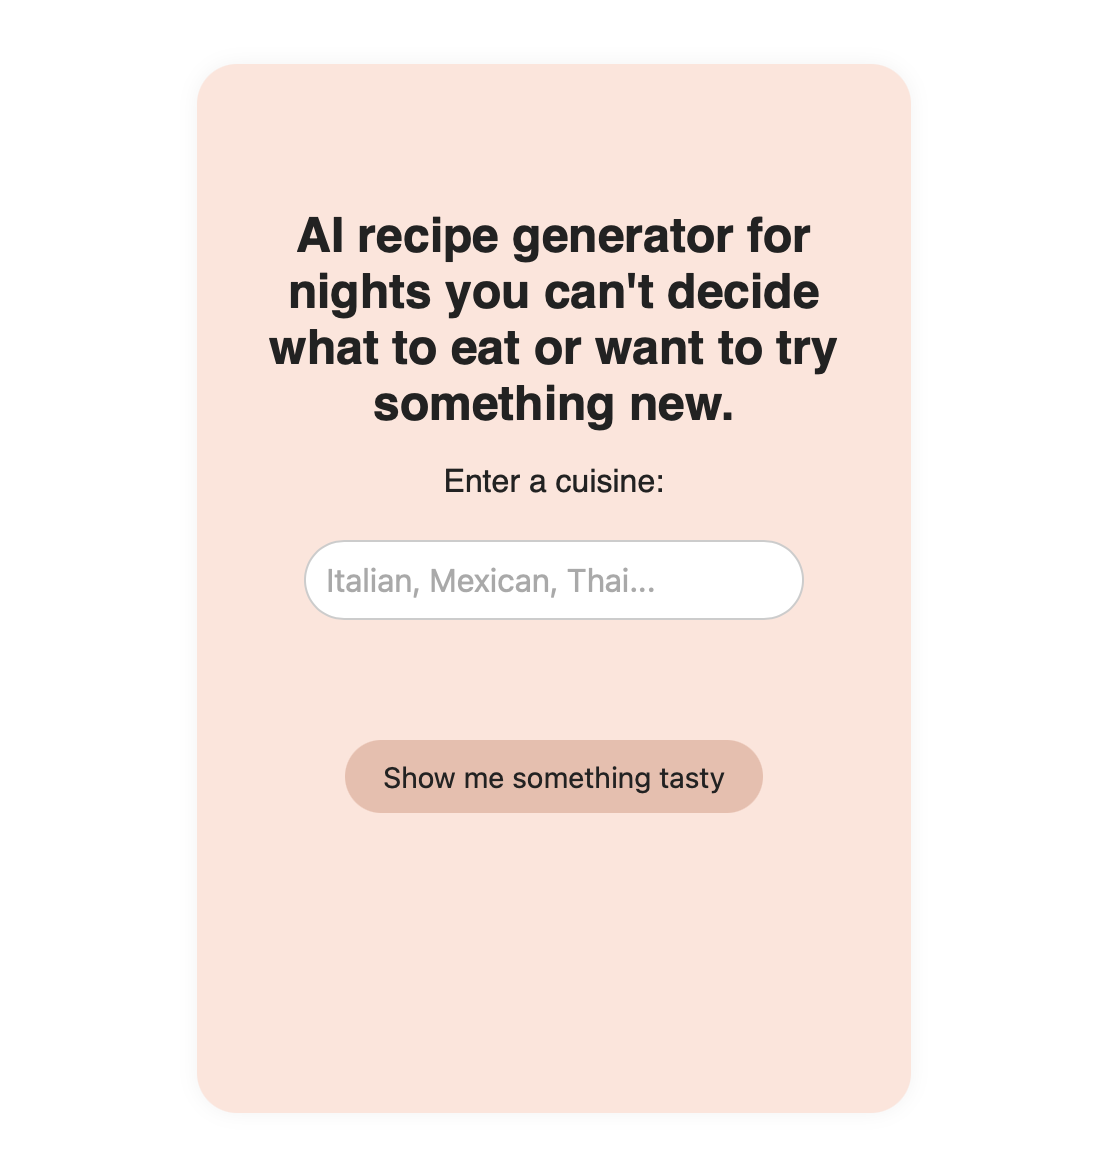 AI recipe generator for
nights you can't decide
what to eat or want to try
something new.
Enter a cuisine:
Italian, Mexican, Thai...
Show me something tasty